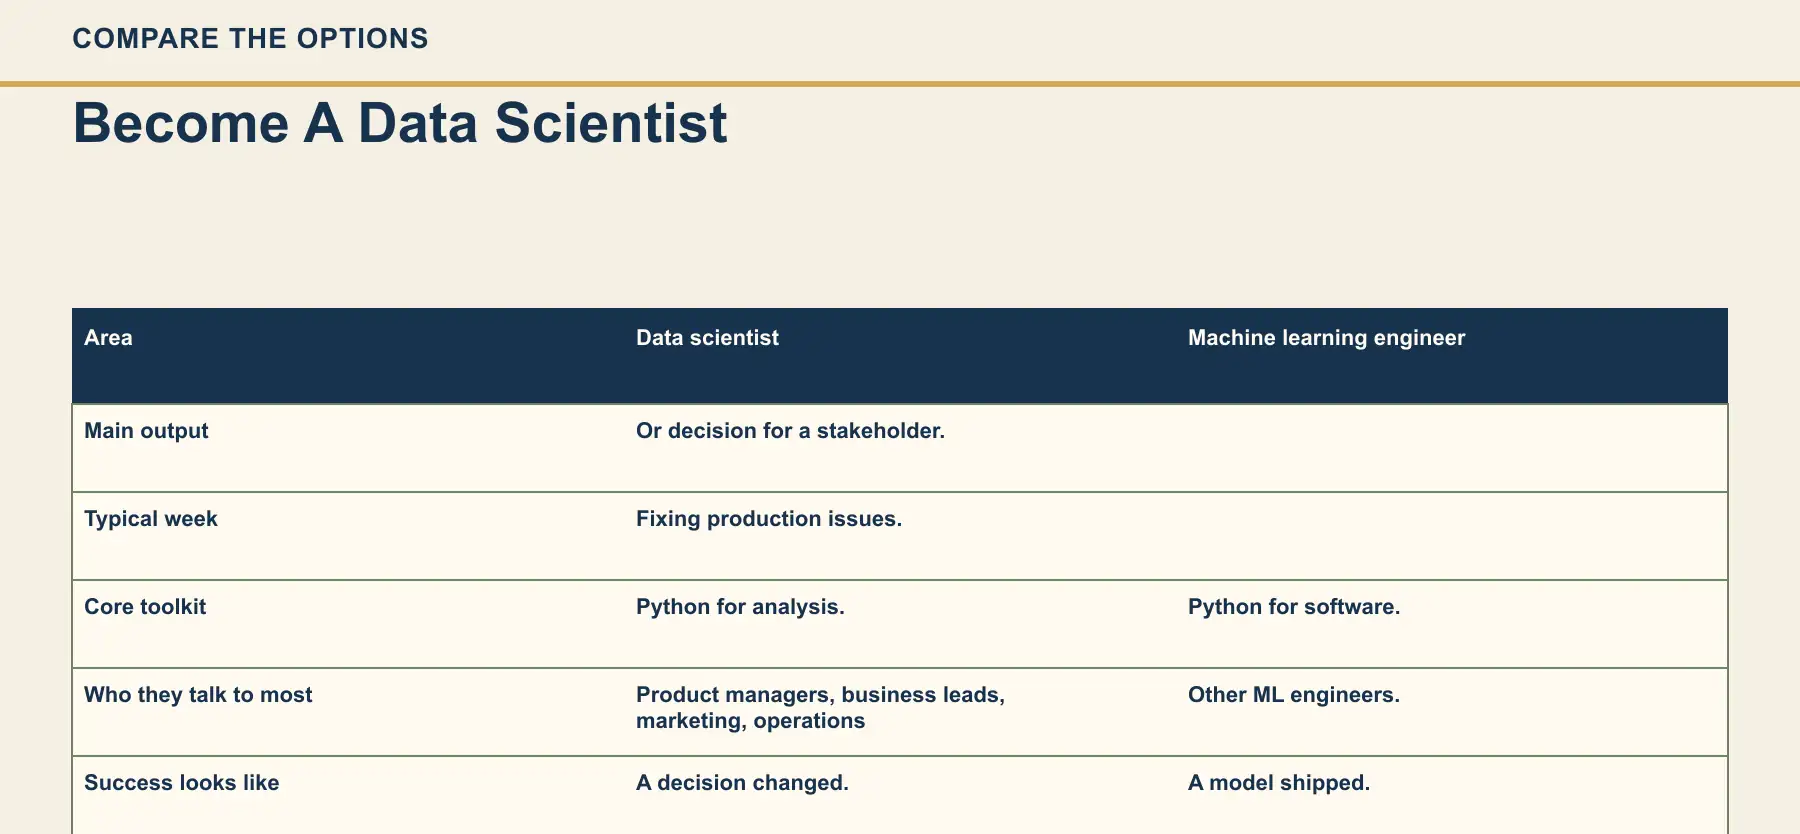 COMPARE THE OPTIONS
Become A Data Scientist
Area Data scientist Machine learning engineer
Main output Or decision for a stakeholder.
Typical week Fixing production issues.
Core toolkit Python for analysis. Python for software.
Who they talk to most Product managers, business leads, Other ML engineers.
marketing, operations
Success looks like A decision changed. A model shipped.